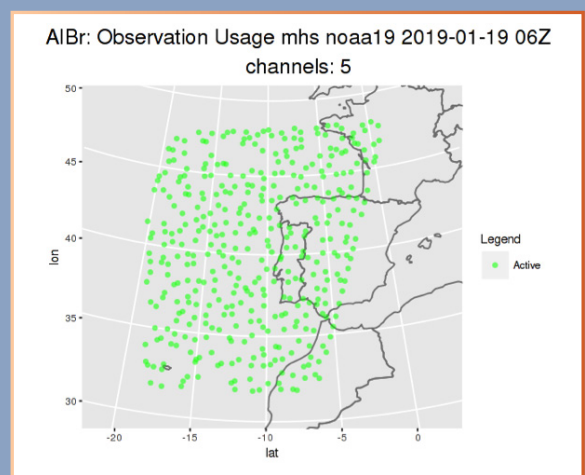 AIBr: Observation Usage mhs noaa19 2019-01-19 06Z
channels: 5
50
45
40
35
30
lon
-20
-15
-10
-5
0
lat
Legend
Active